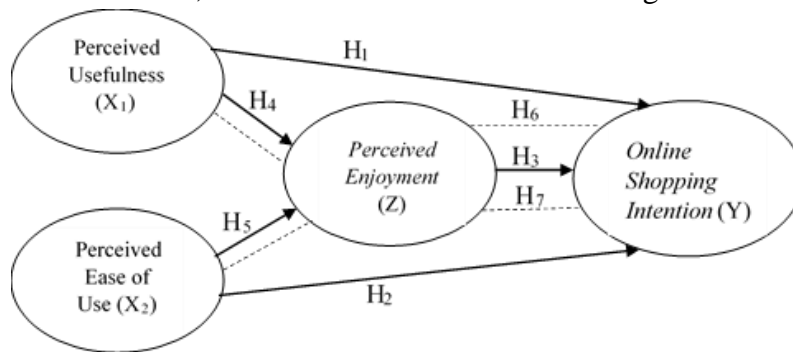 Perceived
Usefulness
(X₁)
H₁
H₄
H₆
Perceived
Enjoyment
(Z)
H₃
Online
Shopping
Intention (Y)
H₇
H₅
Perceived
Ease of
Use (X₂)
H₂